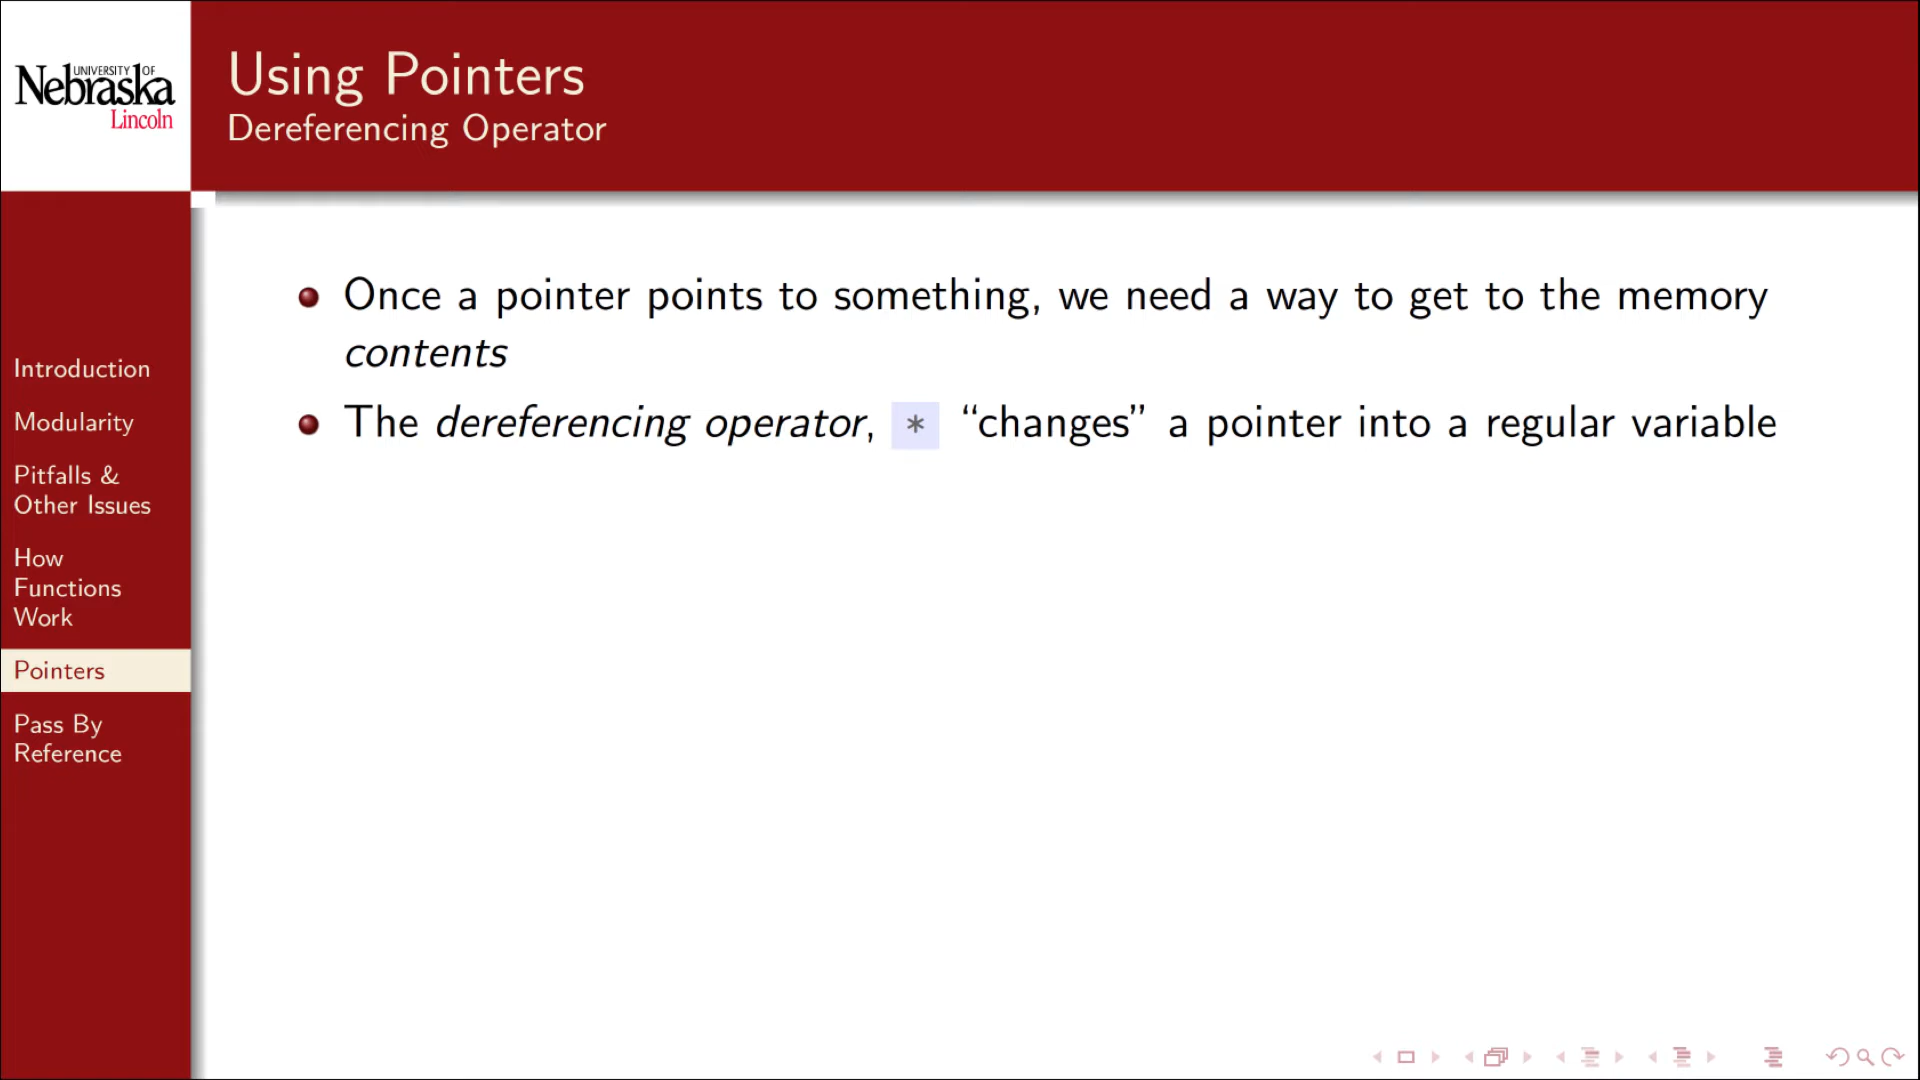 UNIVERSITY OF
Nebraska
Lincoln
Using Pointers
Dereferencing Operator
Introduction
Modularity
Pitfalls &
Other Issues
How
Functions
Work
Pointers
Pass By
Reference
Once a pointer points to something, we need a way to get to the memory
contents
The dereferencing operator, * “changes” a pointer into a regular variable